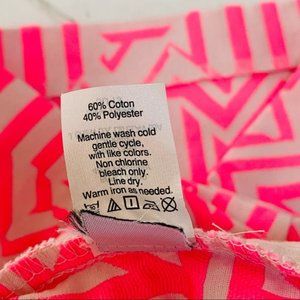 60% Coton
40% Polyester
Machine wash cold
gentle cycle,
with like colors.
Non chlorine
bleach only.
Line dry.
Warm iron as needed.